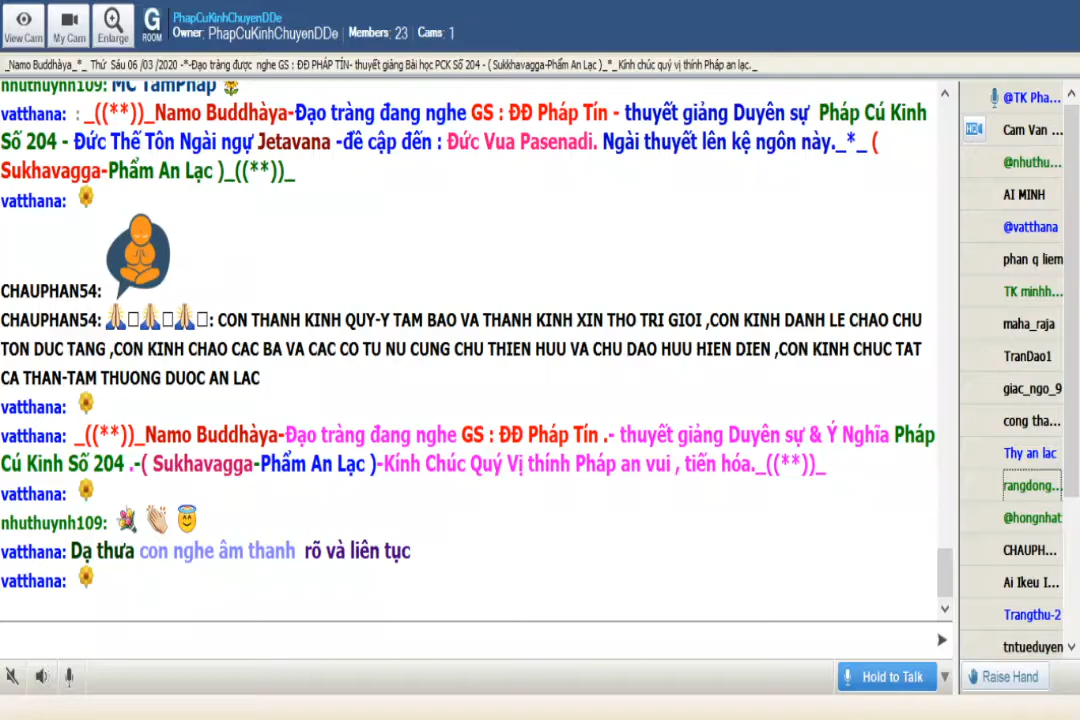 View Cam
My Cam
Enlarge
G
ROOM
PhapCuKinhChuyenDDe
Owner: PhapCuKinhChuyenDDe
Members: 23
Cams: 1
_Namo Buddhàya_*_ Thứ Sáu 06 /03 /2020 -*-Đạo tràng được nghe GS : ĐĐ PHÁP TÍN- thuyết giảng Bài học PCK Số 204 - ( Sukkhavagga-Phẩm An Lạc )_*_Kính chúc quý vị thính Pháp an lạc._
nhuthuynh109: MC TamPhap
vatthana: :_((**))_Namo Buddhàya-Đạo tràng đang nghe GS : ĐĐ Pháp Tín - thuyết giảng Duyên sự Pháp Cú Kinh
Số 204 - Đức Thế Tôn Ngài ngự Jetavana -đề cập đến : Đức Vua Pasenadi. Ngài thuyết lên kệ ngôn này._*_ (
Sukhavagga-Phẩm An Lạc )_((**))_
vatthana:
CHAUPHAN54:
CHAUPHAN54: 🙏□🙏□🙏□: CON THANH KINH QUY-Y TAM BAO VA THANH KINH XIN THO TRI GIOI ,CON KINH DANH LE CHAO CHU
TON DUC TANG ,CON KINH CHAO CAC BA VA CAC CO TU NU CUNG CHU THIEN HUU VA CHU DAO HUU HIEN DIEN ,CON KINH CHUC TAT
CA THAN-TAM THUONG DUOC AN LAC
vatthana:
vatthana: _((**))_Namo Buddhàya-Đạo tràng đang nghe GS : ĐĐ Pháp Tín .- thuyết giảng Duyên sự & Ý Nghĩa Pháp
Cú Kinh Số 204 .-( Sukhavagga-Phẩm An Lạc )-Kính Chúc Quý Vị thính Pháp an vui , tiến hóa._((**))_
vatthana:
nhuthuynh109:
vatthana: Dạ thưa con nghe âm thanh rõ và liên tục
vatthana:
Hold to Talk
@TK Pha...
HD
Cam Van ...
@nhuthu...
AI MINH
@vatthana
phan q liem
TK minhh...
maha_raja
TranDao1
giac_ngo_9
cong tha...
Thy an lac
rangdong...
@hongnhat
CHAUPH...
Ai Ikeu I...
Trangthu-2
tntueduyen
Raise Hand